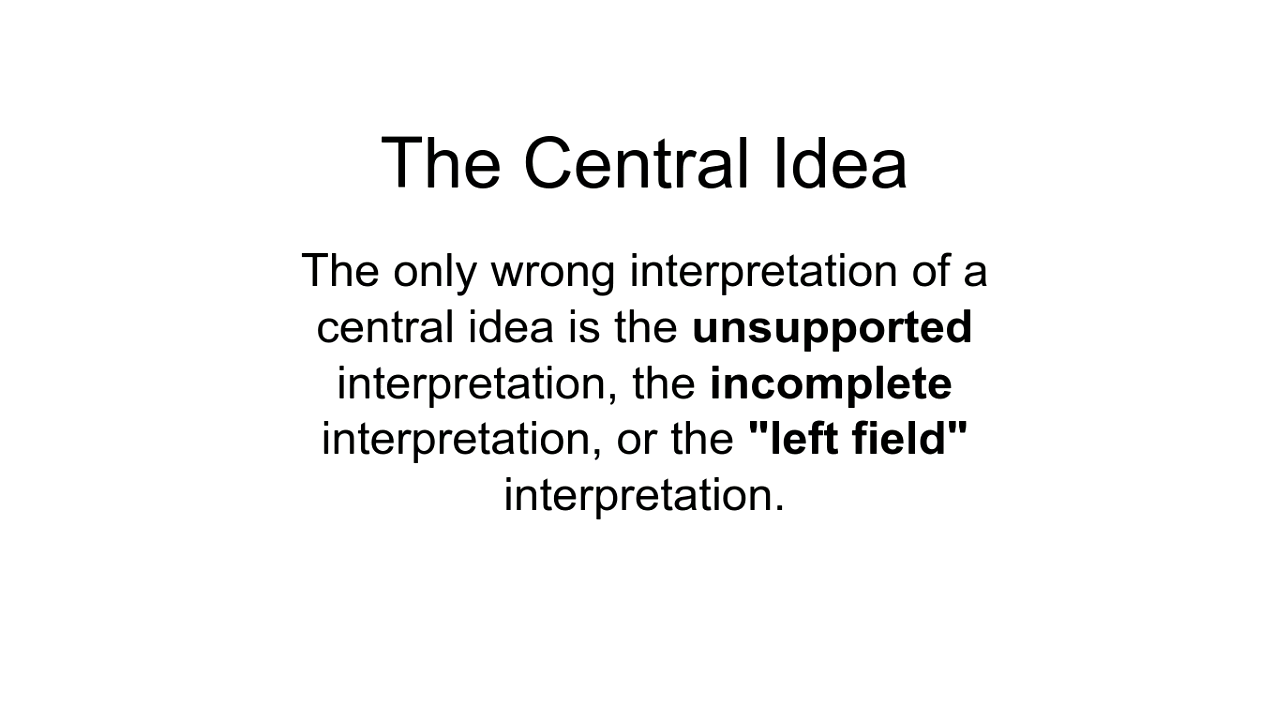 The Central Idea
The only wrong interpretation of a
central idea is the unsupported
interpretation, the incomplete
interpretation, or the "left field"
interpretation.